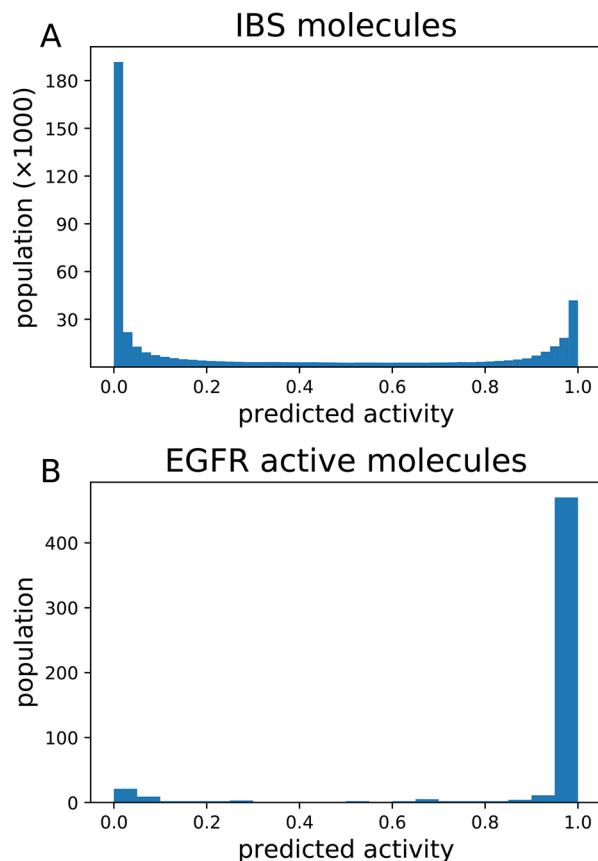 A
IBS molecules
population (×1000)
180
150
120
90
60
30
0.0 0.2 0.4 0.6 0.8 1.0
predicted activity
B
EGFR active molecules
population
400
300
200
100
0
0.0 0.2 0.4 0.6 0.8 1.0
predicted activity